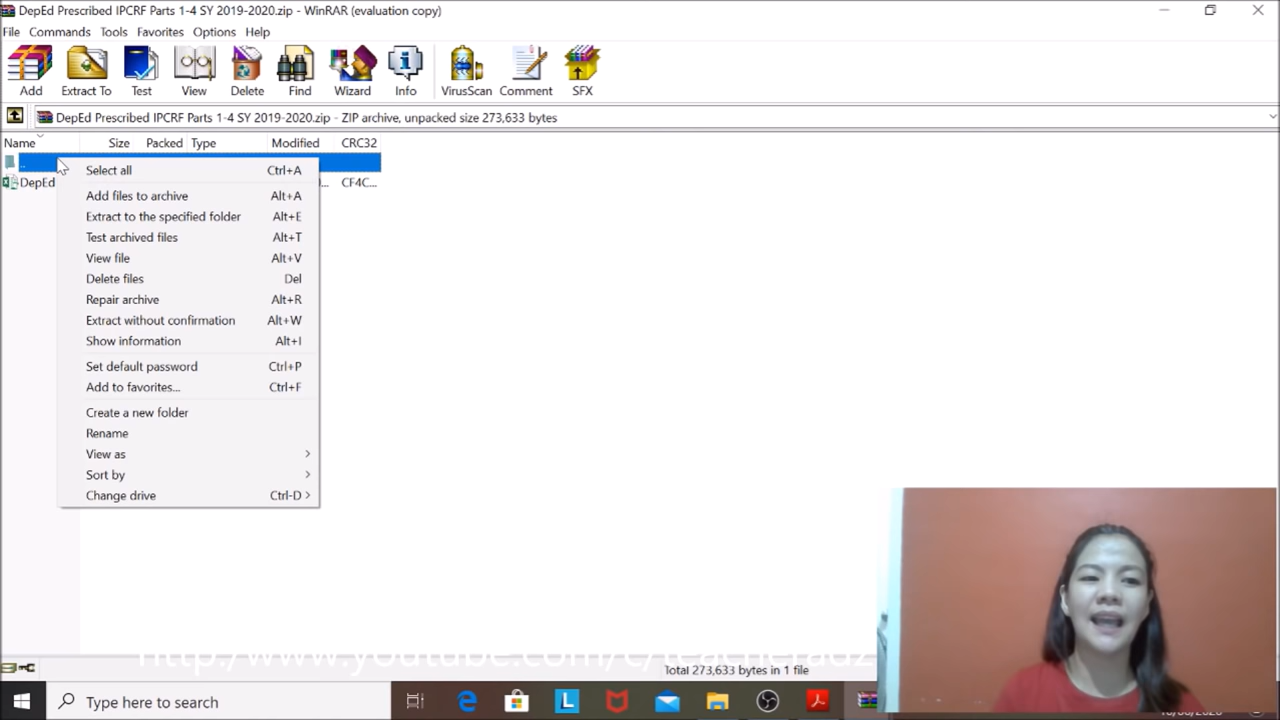 DepEd Prescribed IPCRF Parts 1-4 SY 2019-2020.zip - WinRAR (evaluation copy)
File Commands Tools Favorites Options Help
Add Extract To Test View Delete Find Wizard Info VirusScan Comment SFX
DepEd Prescribed IPCRF Parts 1-4 SY 2019-2020.zip - ZIP archive, unpacked size 273,633 bytes
Name Size Packed Type Modified CRC32
..
DepEd ... CF4C...
Select all Ctrl+A
Add files to archive Alt+A
Extract to the specified folder Alt+E
Test archived files Alt+T
View file Alt+V
Delete files Del
Repair archive Alt+R
Extract without confirmation Alt+W
Show information Alt+I
Set default password Ctrl+P
Add to favorites... Ctrl+F
Create a new folder
Rename
View as
Sort by
Change drive Ctrl-D
Total 273,633 bytes in 1 file
Type here to search